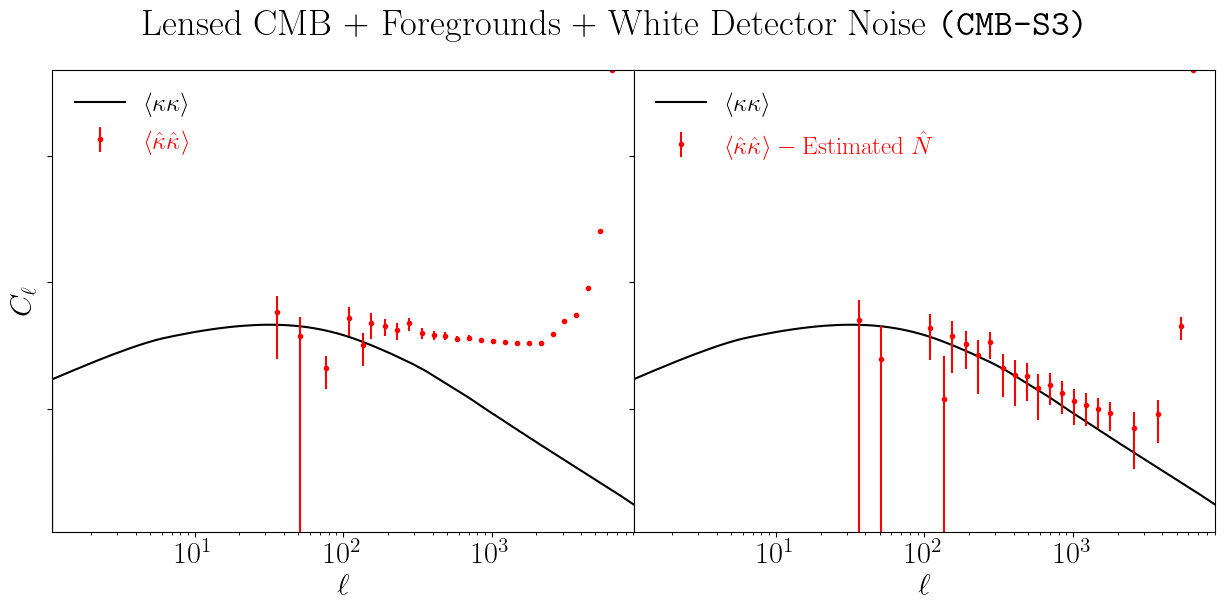 Lensed CMB + Foregrounds + White Detector Noise (CMB-S3)
⟨κκ⟩
⟨κ̂κ̂⟩
⟨κκ⟩
⟨κ̂κ̂⟩ − Estimated N̂
C_ℓ
10^1
10^2
10^3
10^1
10^2
10^3
ℓ
ℓ